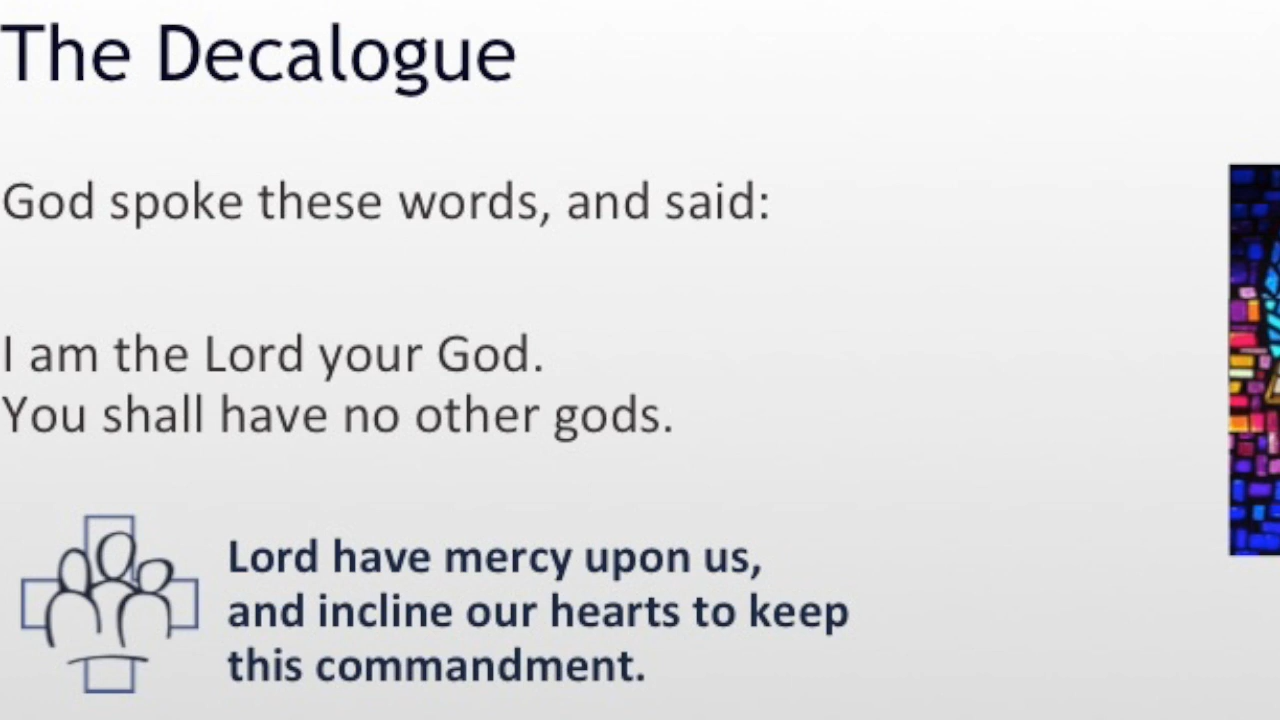 The Decalogue
God spoke these words, and said:
I am the Lord your God.
You shall have no other gods.
Lord have mercy upon us,
and incline our hearts to keep
this commandment.